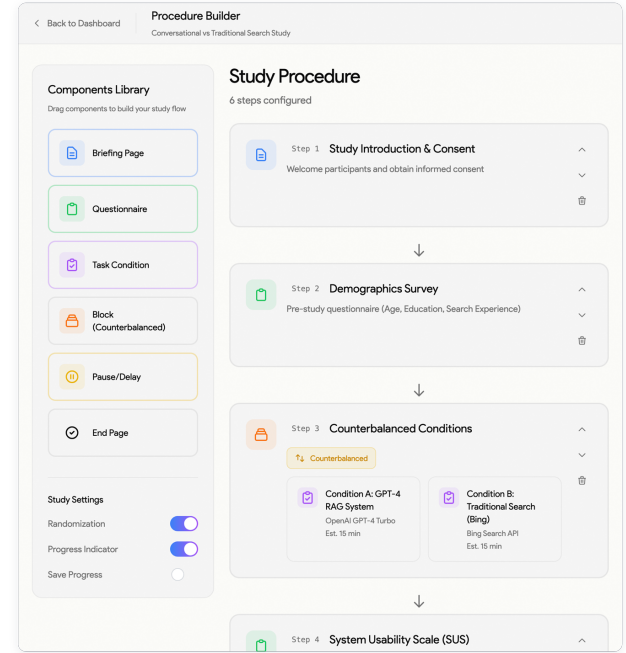 Back to Dashboard
Procedure Builder
Conversational vs Traditional Search Study
Components Library
Drag components to build your study flow
Briefing Page
Questionnaire
Task Condition
Block
(Counterbalanced)
Pause/Delay
End Page
Study Settings
Randomization
Progress Indicator
Save Progress
Study Procedure
6 steps configured
Step 1 Study Introduction & Consent
Welcome participants and obtain informed consent
Step 2 Demographics Survey
Pre-study questionnaire (Age, Education, Search Experience)
Step 3 Counterbalanced Conditions
Counterbalanced
Condition A: GPT-4
RAG System
OpenAI GPT-4 Turbo
Est. 15 min
Condition B:
Traditional Search
(Bing)
Bing Search API
Est. 15 min
Step 4 System Usability Scale (SUS)